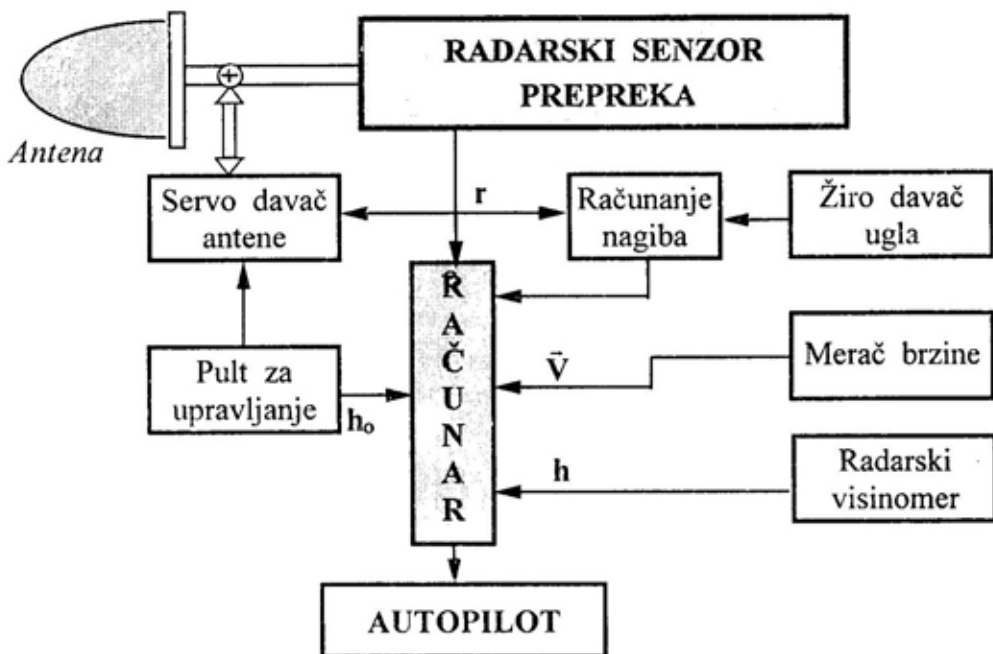 RADARSKI SENZOR
PREPREKA
Antena
Servo davač
antene
r
Računanje
nagiba
Žiro davač
ugla
RAČUNAR
Pult za
upravljanje
h₀
V⃗
Merač brzine
h
Radarski
visinomer
AUTOPILOT